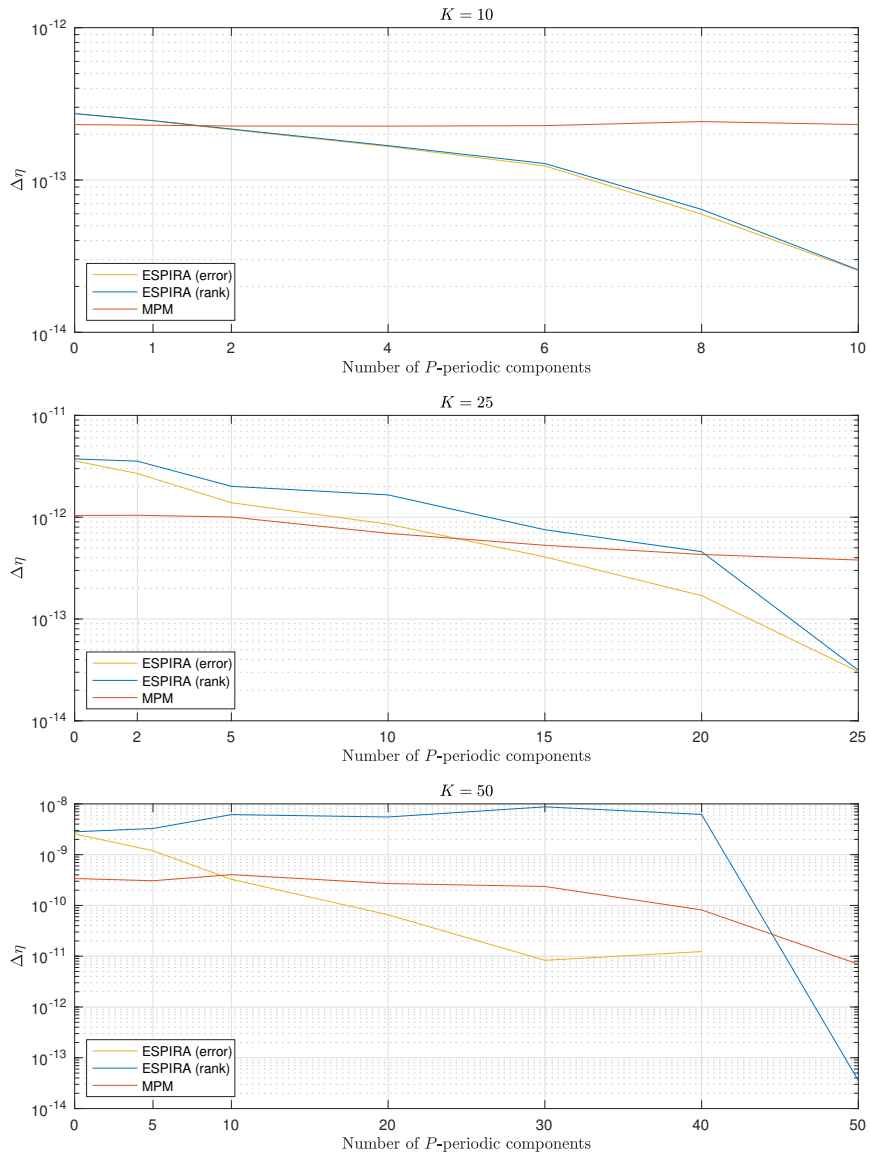 K = 10
10-12
10-13
10-14
Δη
ESPIRA (error)
ESPIRA (rank)
MPM
0 1 2 4 6 8 10
Number of P-periodic components
K = 25
10-11
10-12
10-13
10-14
Δη
ESPIRA (error)
ESPIRA (rank)
MPM
0 2 5 10 15 20 25
Number of P-periodic components
K = 50
10-8
10-9
10-10
10-11
10-12
10-13
10-14
Δη
ESPIRA (error)
ESPIRA (rank)
MPM
0 5 10 20 30 40 50
Number of P-periodic components